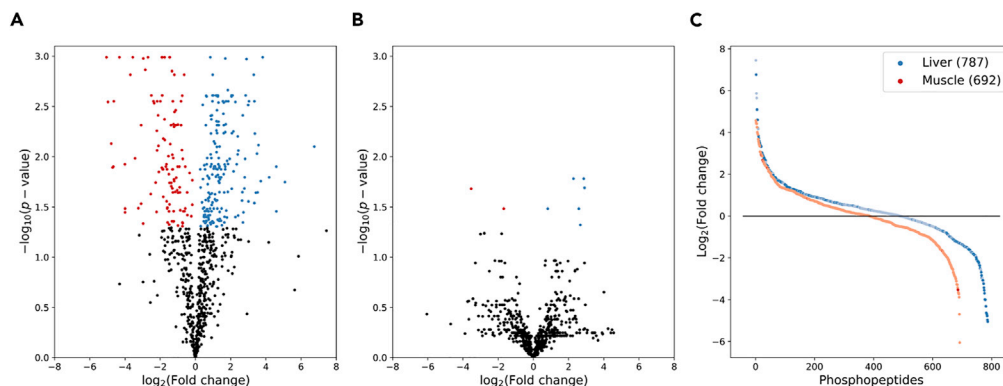 A
B
C
3.0
2.5
2.0
1.5
1.0
0.5
0.0
−log10(p − value)
−8 −6 −4 −2 0 2 4 6 8
log2(Fold change)
3.0
2.5
2.0
1.5
1.0
0.5
0.0
−log10(p − value)
−8 −6 −4 −2 0 2 4 6 8
log2(Fold change)
8
6
4
2
0
−2
−4
−6
Log2(Fold change)
Liver (787)
Muscle (692)
0 200 400 600 800
Phosphopeptides